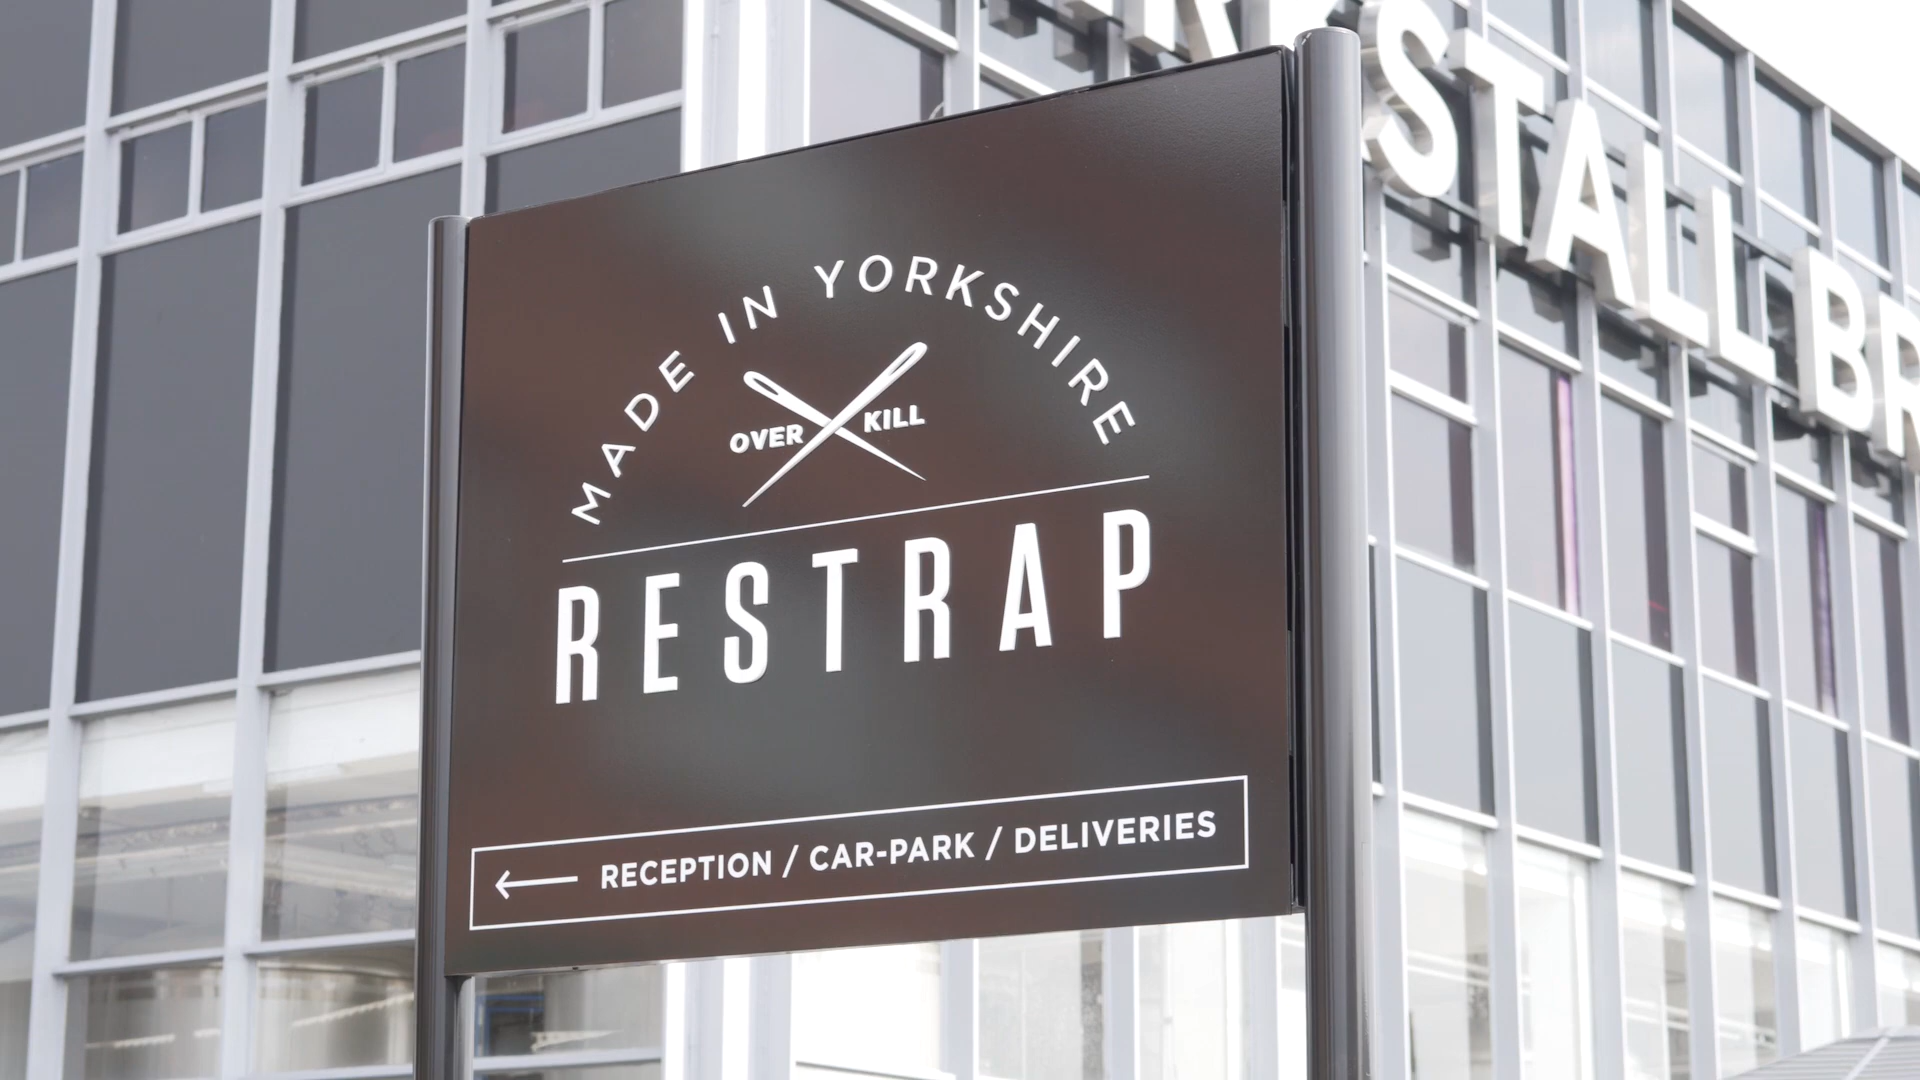 MADE IN YORKSHIRE
OVER KILL
RESTRAP
← RECEPTION / CAR-PARK / DELIVERIES
STALL BR